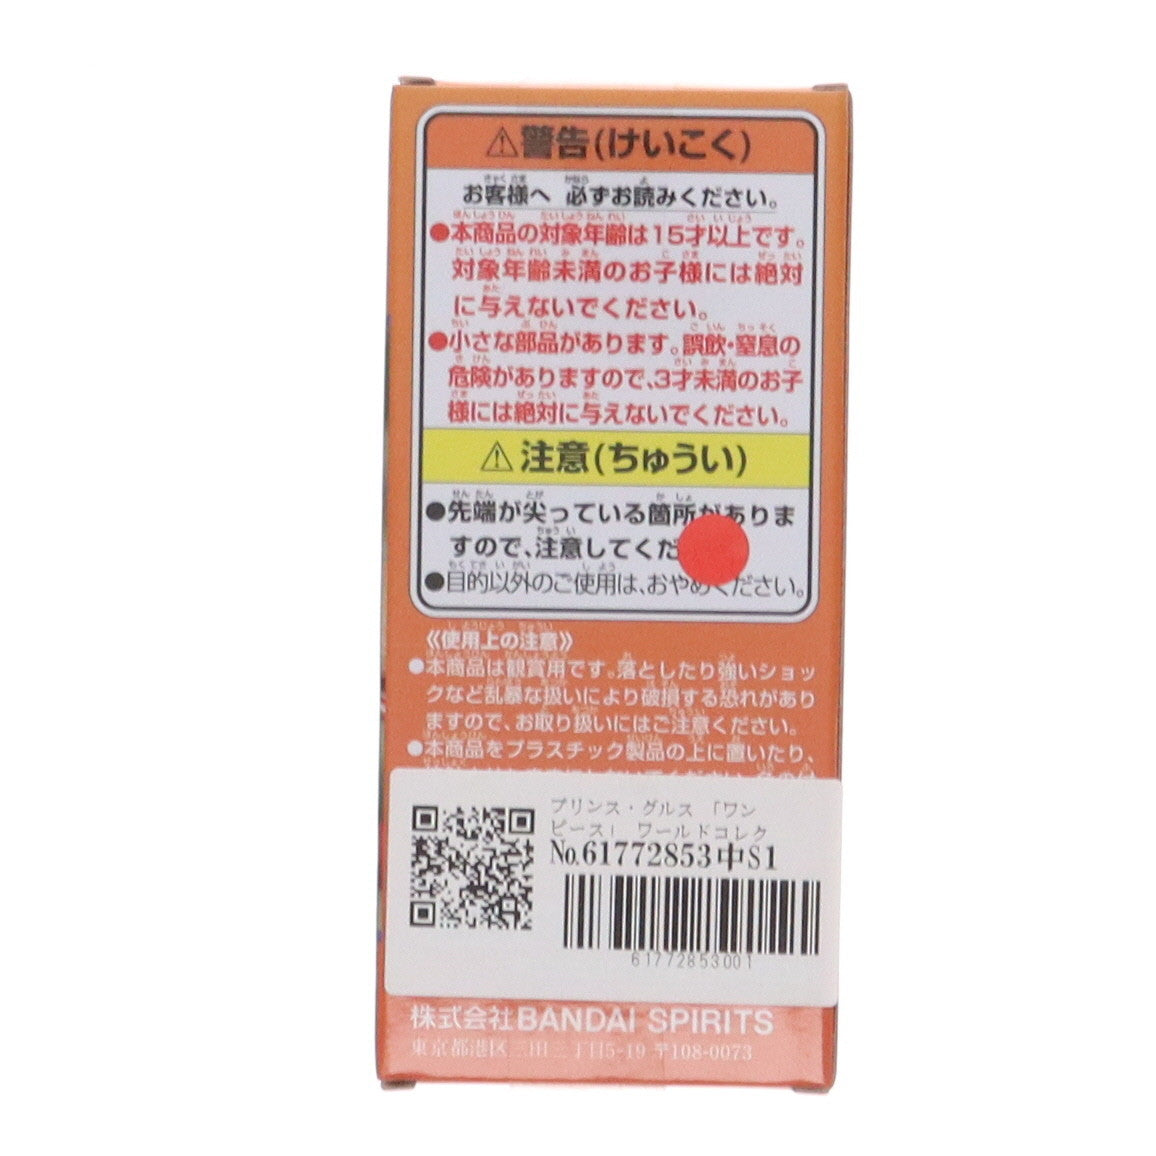 ⚠警告(けいこく)
お客様へ 必ずお読みください。
●本商品の対象年齢は15才以上です。
対象年齢未満のお子様には絶対
に与えないでください。
●小さな部品があります。誤飲・窒息の
危険がありますので、3才未満のお子
様には絶対に与えないでください。
⚠注意(ちゅうい)
●先端が尖っている箇所がありま
すので、注意してくだ
●目的以外のご使用は、おやめください。
《使用上の注意》
●本商品は観賞用です。落としたり強いショッ
クなど乱暴な扱いにより破損する恐れがあり
ますので、お取り扱いにはご注意ください。
●本商品をプラスチック製品の上に置いたり、
プリンス・グルス 「ワン
ピース」 ワールドコレク
No.61772853中S1
61772853001
株式会社BANDAI SPIRITS
東京都港区三田三丁目5-19 〒108-0073